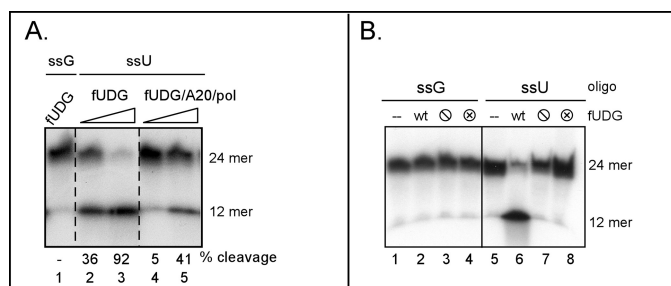 A.
ssG ssU
fUDG fUDG fUDG/A20/pol
24 mer
12 mer
- 36 92 5 41 % cleavage
1 2 3 4 5
B.
ssG ssU oligo
-- wt -- wt fUDG
24 mer
12 mer
1 2 3 4 5 6 7 8